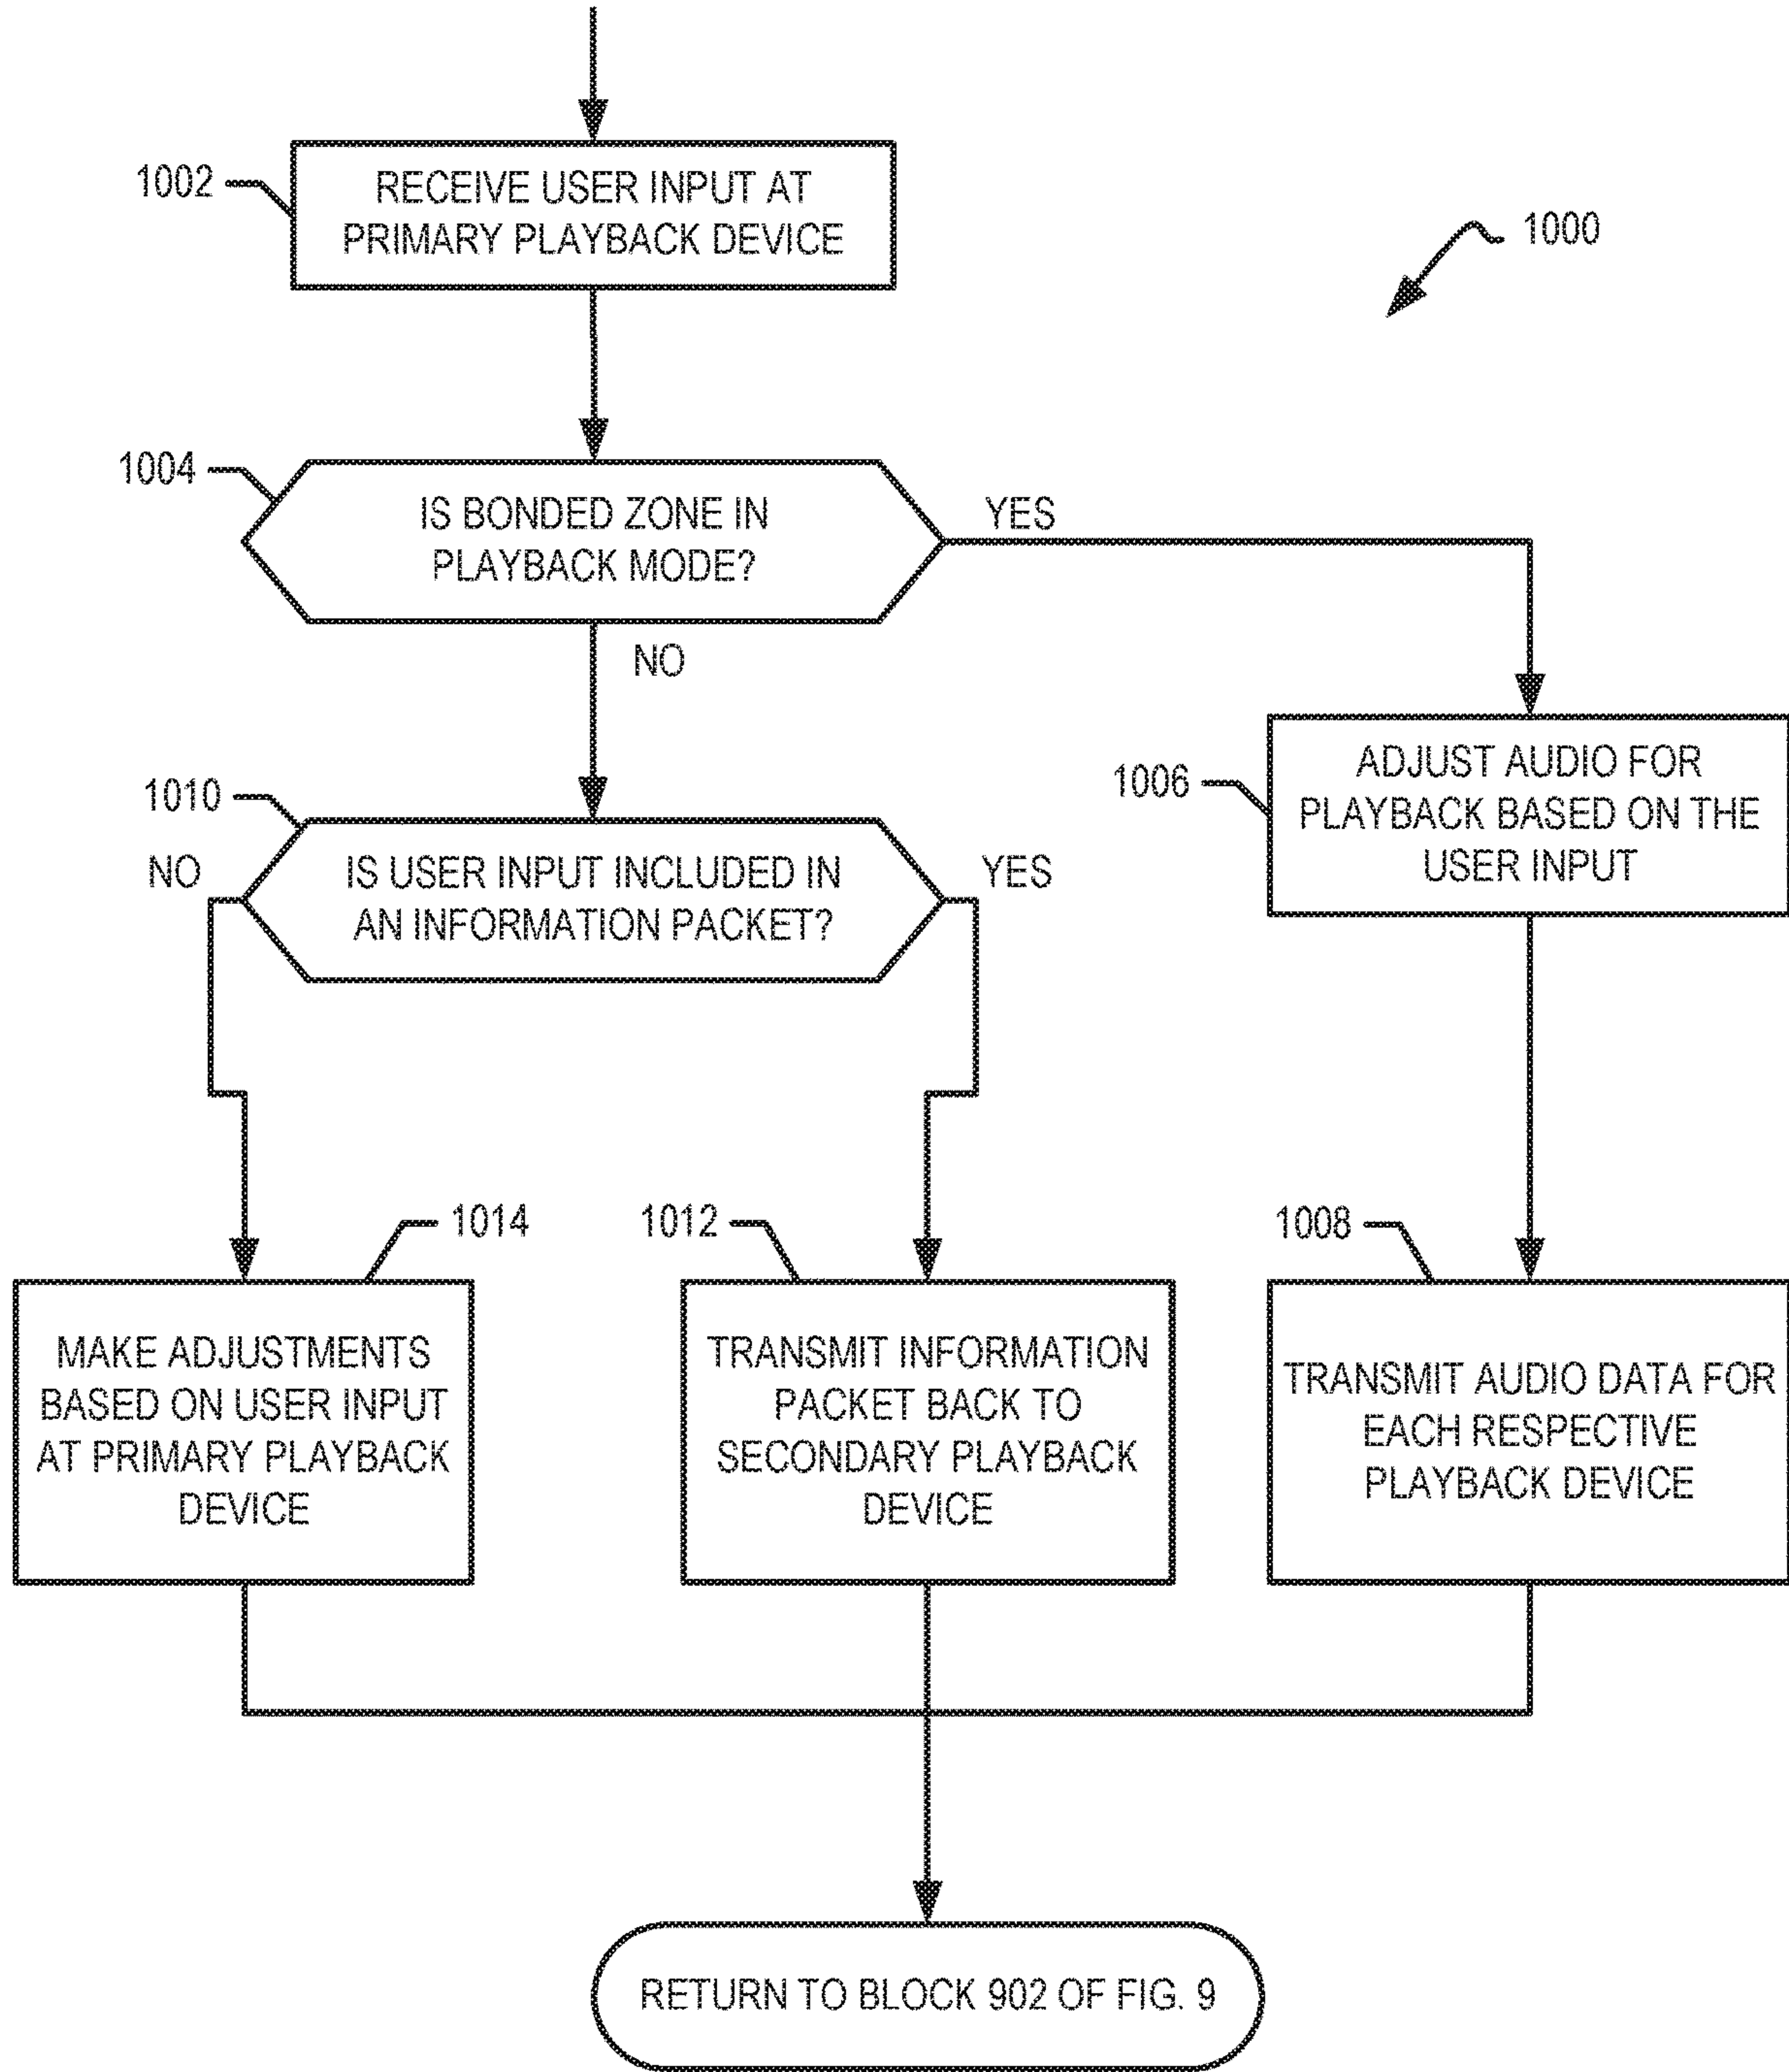 1002
RECEIVE USER INPUT AT
PRIMARY PLAYBACK DEVICE
1000
1004
IS BONDED ZONE IN
PLAYBACK MODE?
YES
NO
1006
ADJUST AUDIO FOR
PLAYBACK BASED ON THE
USER INPUT
1010
NO
IS USER INPUT INCLUDED IN
AN INFORMATION PACKET?
YES
1014
MAKE ADJUSTMENTS
BASED ON USER INPUT
AT PRIMARY PLAYBACK
DEVICE
1012
TRANSMIT INFORMATION
PACKET BACK TO
SECONDARY PLAYBACK
DEVICE
1008
TRANSMIT AUDIO DATA FOR
EACH RESPECTIVE
PLAYBACK DEVICE
RETURN TO BLOCK 902 OF FIG. 9